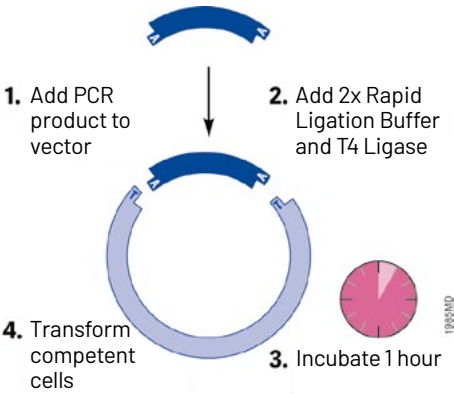 A
A
1. Add PCR
product to
vector
2. Add 2x Rapid
Ligation Buffer
and T4 Ligase
A
A
T
T
1985MD
4. Transform
competent
cells
3. Incubate 1 hour